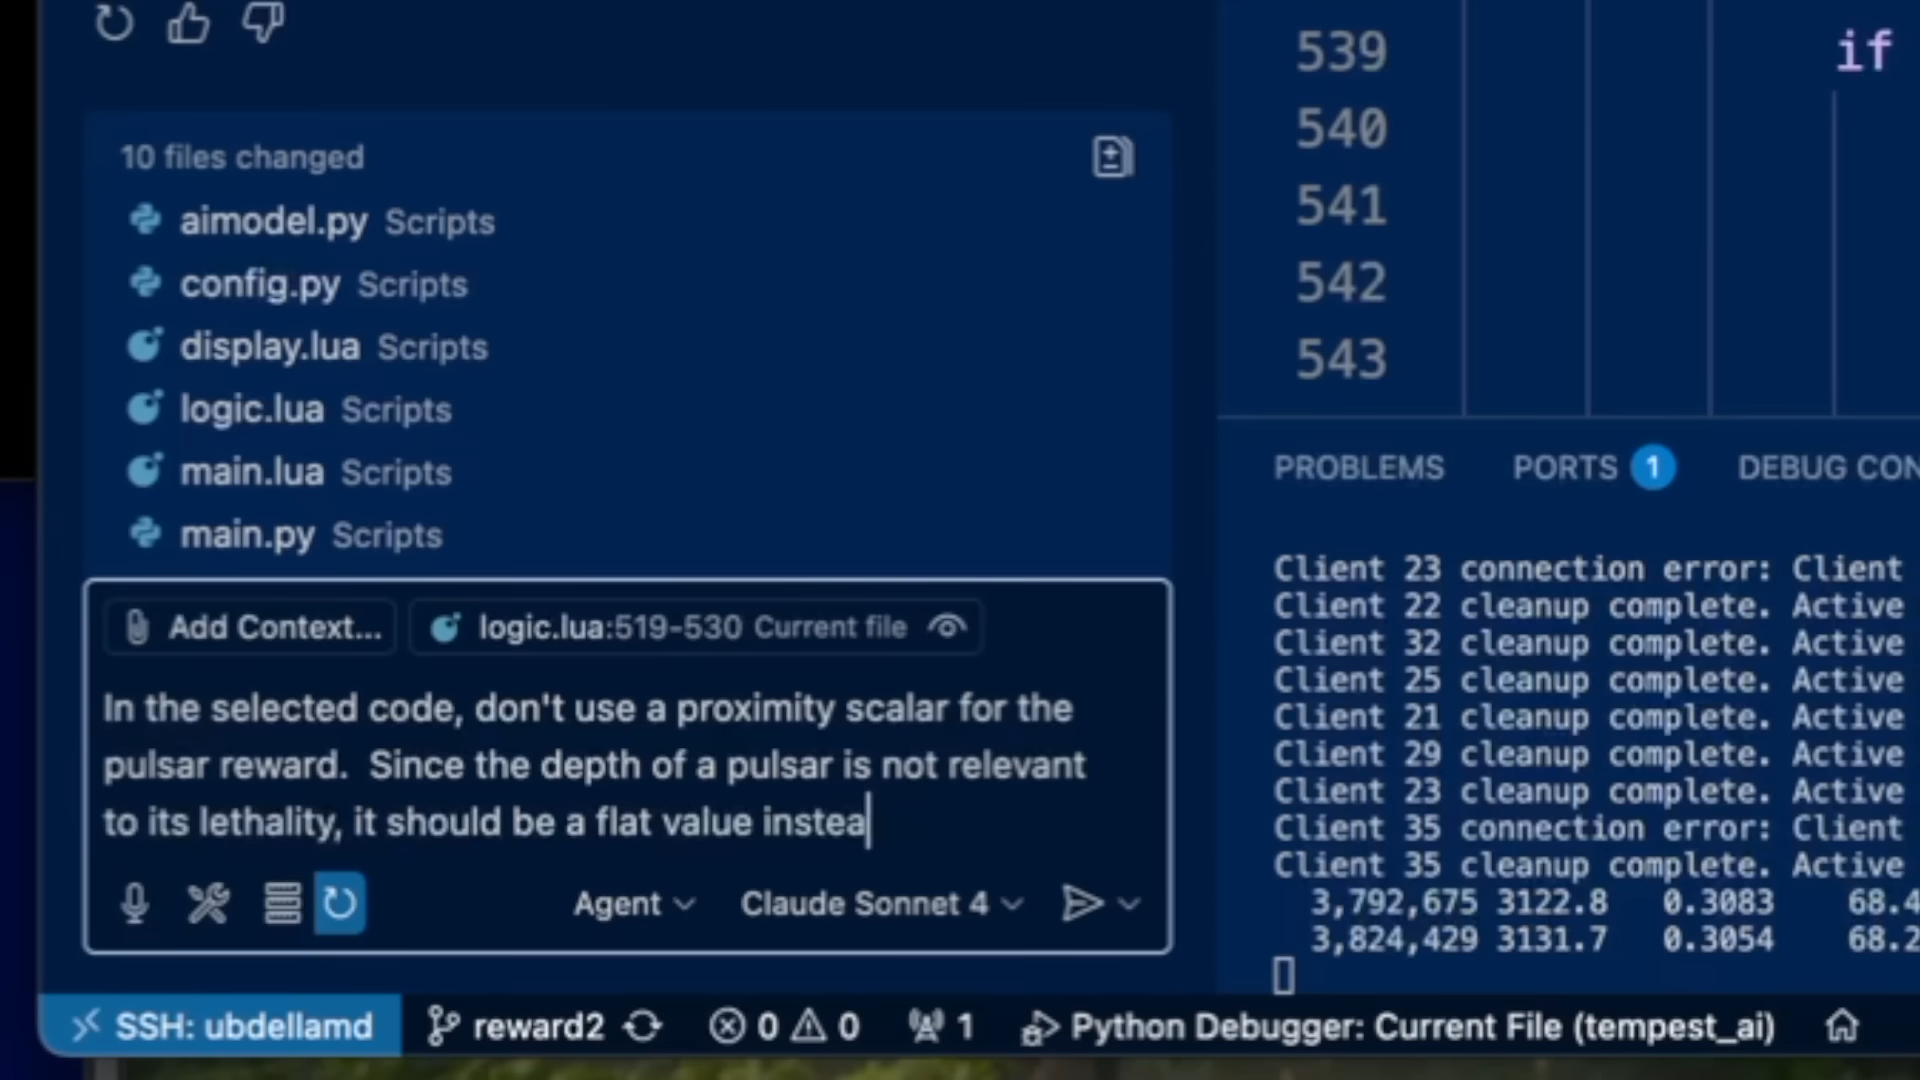 539 if
540
541
542
543
10 files changed
aimodel.py Scripts
config.py Scripts
display.lua Scripts
logic.lua Scripts
main.lua Scripts
main.py Scripts
Add Context... logic.lua:519-530 Current file
In the selected code, don't use a proximity scalar for the
pulsar reward.  Since the depth of a pulsar is not relevant
to its lethality, it should be a flat value instea
Agent Claude Sonnet 4
PROBLEMS PORTS 1 DEBUG CON
Client 23 connection error: Client
Client 22 cleanup complete. Active
Client 32 cleanup complete. Active
Client 25 cleanup complete. Active
Client 21 cleanup complete. Active
Client 29 cleanup complete. Active
Client 23 cleanup complete. Active
Client 35 connection error: Client
Client 35 cleanup complete. Active
3,792,675 3122.8 0.3083 68.4
3,824,429 3131.7 0.3054 68.2
SSH: ubdellamd reward2 0 0 1 Python Debugger: Current File (tempest_ai)